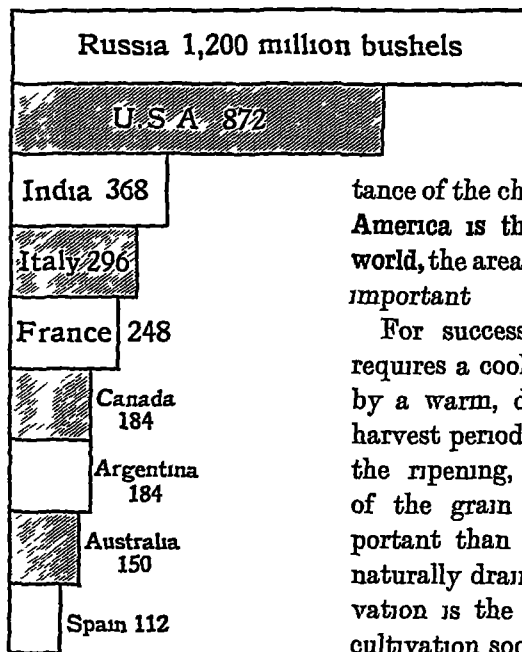 Russia 1,200 million bushels
U.S.A. 872
India 368
Italy 296
France 248
Canada
184
Argentina
184
Australia
150
Spain 112
tance of the ch
America is th
world, the area
important
For success
requires a cool
by a warm, d
harvest period
the ripening,
of the grain
portant than
naturally drain
vation is the
cultivation soo